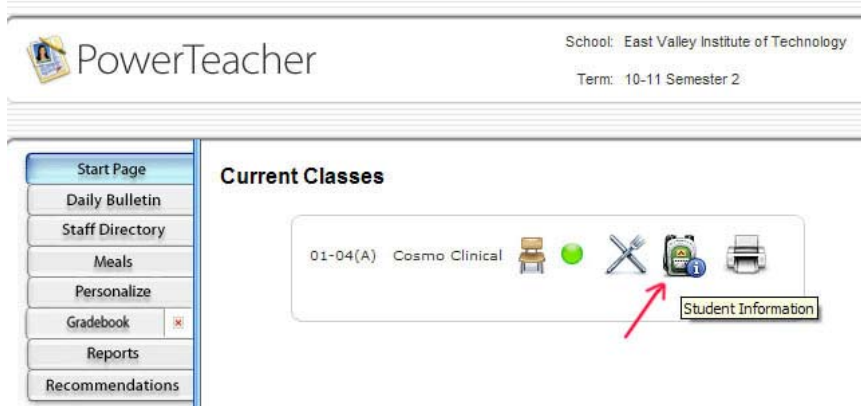 PowerTeacher
School: East Valley Institute of Technology
Term: 10-11 Semester 2
Start Page
Daily Bulletin
Staff Directory
Meals
Personalize
Gradebook
Reports
Recommendations
Current Classes
01-04(A) Cosmo Clinical
Student Information